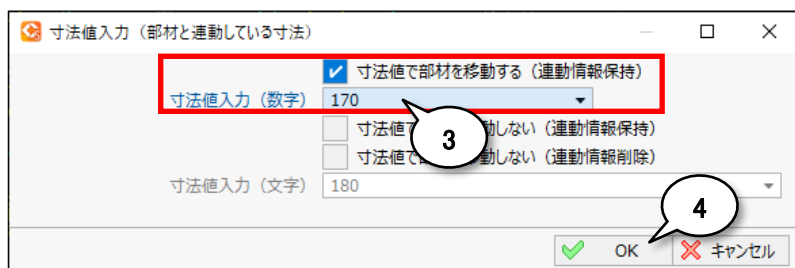 寸法値入力（部材と連動している寸法）
寸法値で部材を移動する（連動情報保持）
寸法値入力（数字） 170
3
寸法値で 動しない（連動情報保持）
寸法値で 動しない（連動情報削除）
寸法値入力（文字） 180
4
OK キャンセル